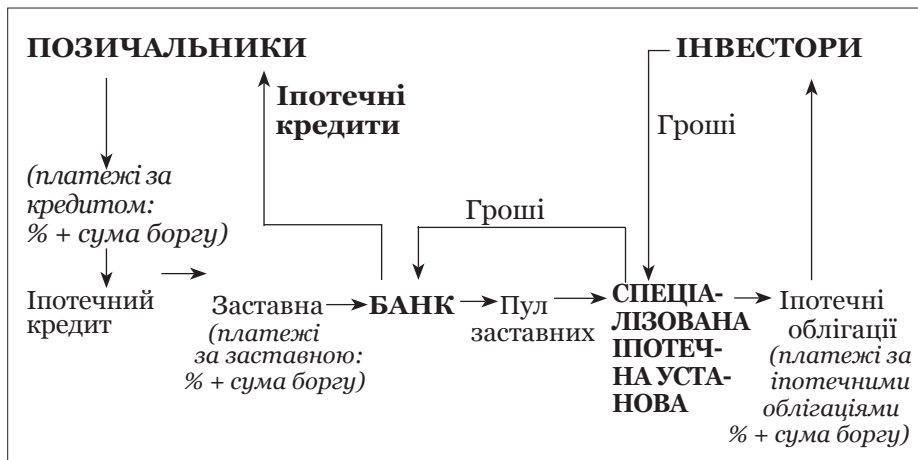 ПОЗИЧАЛЬНИКИ
ІНВЕСТОРИ
Іпотечні
кредити
Гроші
(платежі за
кредитом:
% + сума боргу)
Гроші
Іпотечний
кредит
Заставна
(платежі
за заставною:
% + сума боргу)
БАНК
Пул
заставних
СПЕЦІА-
ЛІЗОВАНА
ІПОТЕЧ-
НА УСТА-
НОВА
Іпотечні
облігації
(платежі за
іпотечними
облігаціями
% + сума боргу)